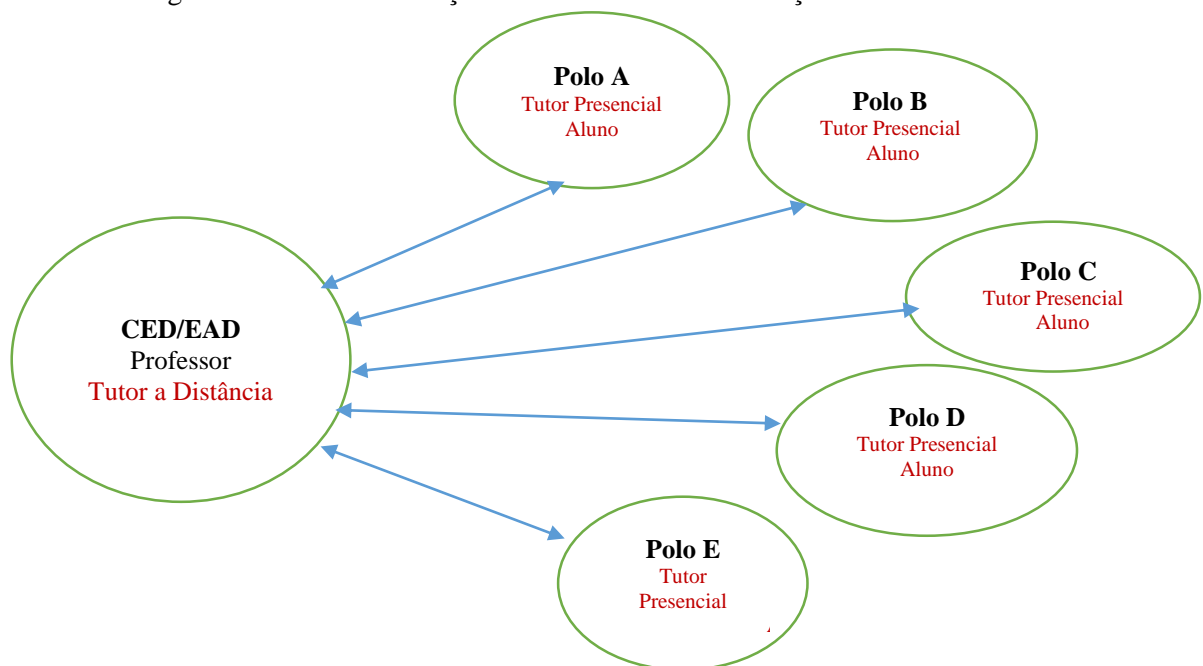 Polo A
Tutor Presencial
Aluno
Polo B
Tutor Presencial
Aluno
Polo C
Tutor Presencial
Aluno
CED/EAD
Professor
Tutor a Distância
Polo D
Tutor Presencial
Aluno
Polo E
Tutor
Presencial